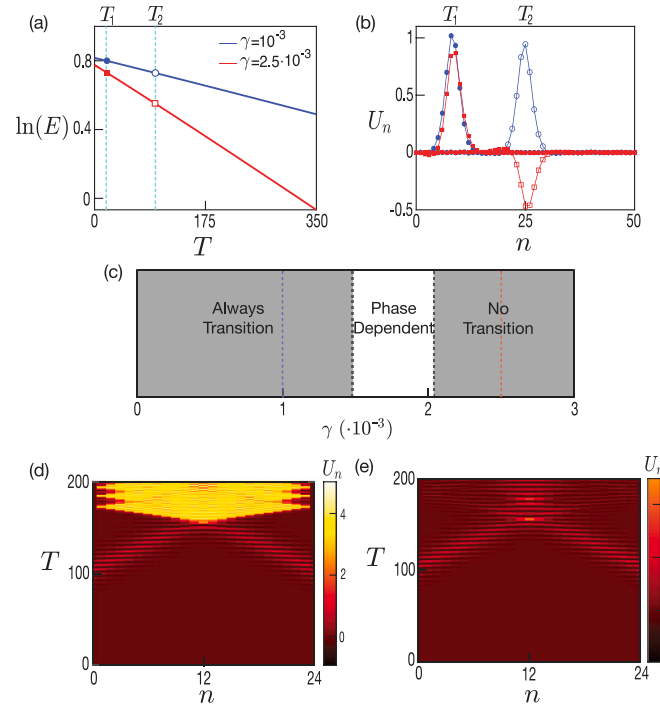 (a)
T₁ T₂
γ=10⁻³
γ=2.5·10⁻³
0.8
ln(E)
0.4
0
0 175 350
T
(b)
T₁ T₂
1
Uₙ
0.5
0
-0.5
0 25 50
n
(c)
Always
Transition
Phase
Dependent
No
Transition
0 1 2 3
γ (·10⁻³)
(d)
Uₙ
200
4
T
100
2
0
0
0 12 24
n
(e)
Uₙ
200
T
100
0
0 12 24
n